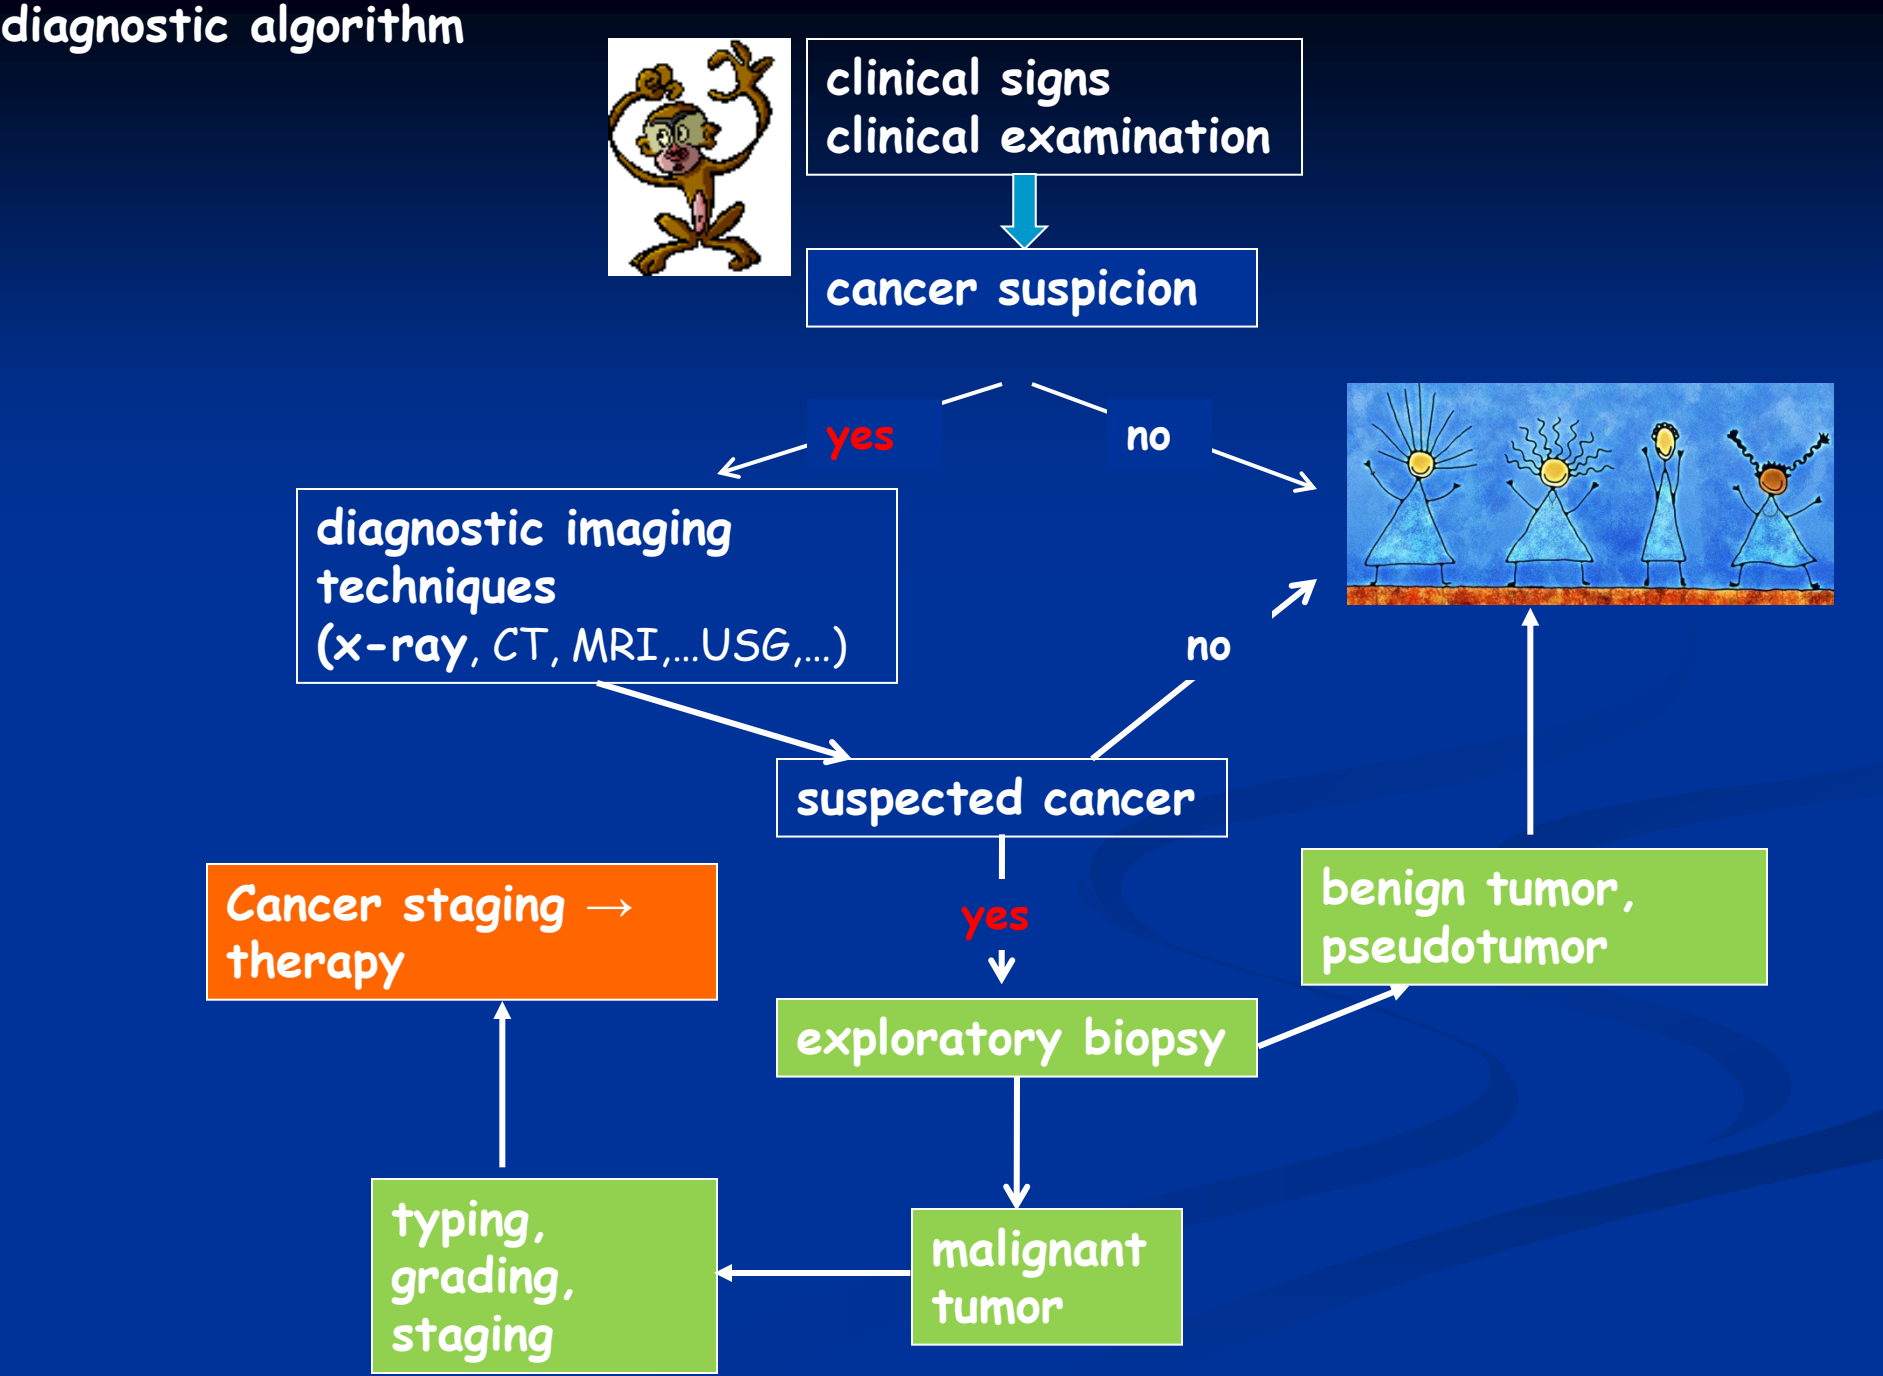 diagnostic algorithm
clinical signs
clinical examination
cancer suspicion
yes
no
diagnostic imaging
techniques
(x-ray, CT, MRI,...USG,...)
no
suspected cancer
yes
Cancer staging →
therapy
benign tumor,
pseudotumor
exploratory biopsy
typing,
grading,
staging
malignant
tumor